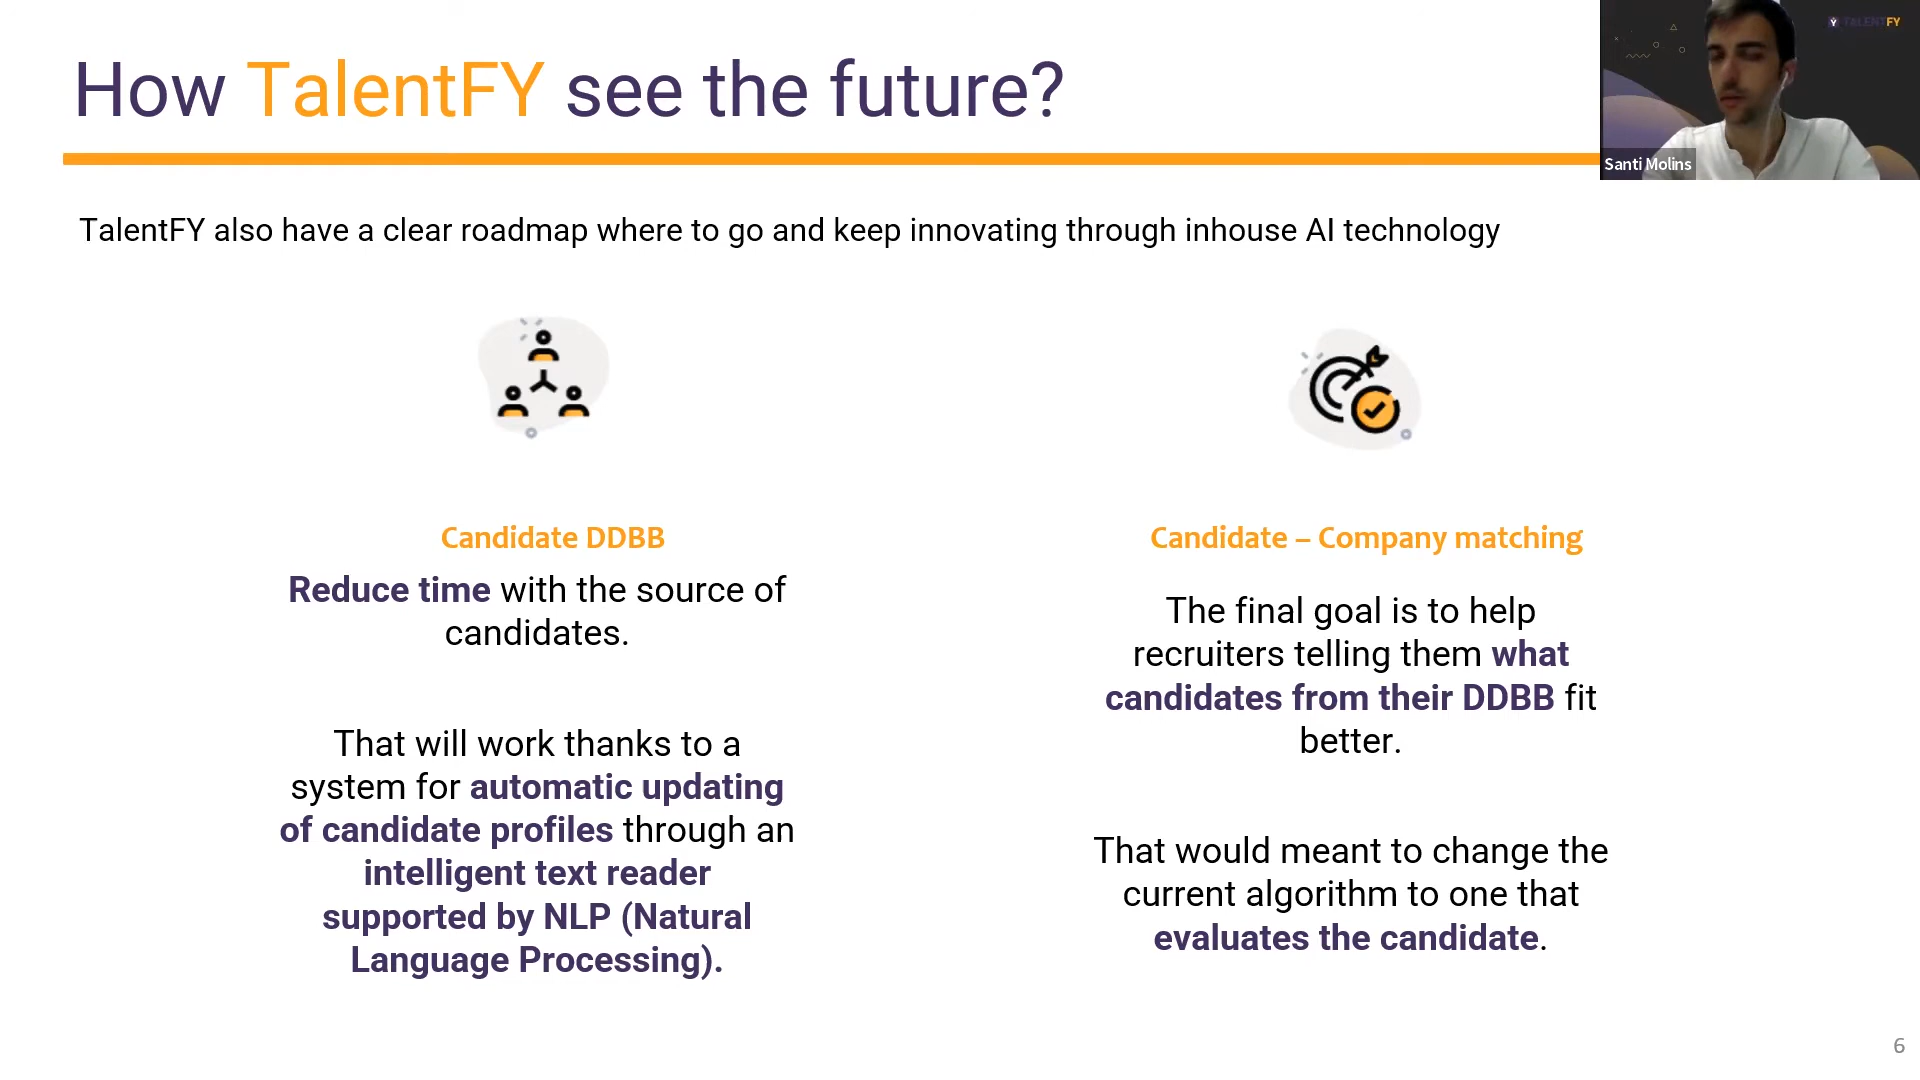 How TalentFY see the future?
TALENTFY
Santi Molins
TalentFY also have a clear roadmap where to go and keep innovating through inhouse AI technology
Candidate DDBB
Reduce time with the source of
candidates.
That will work thanks to a
system for automatic updating
of candidate profiles through an
intelligent text reader
supported by NLP (Natural
Language Processing).
Candidate – Company matching
The final goal is to help
recruiters telling them what
candidates from their DDBB fit
better.
That would meant to change the
current algorithm to one that
evaluates the candidate.
6